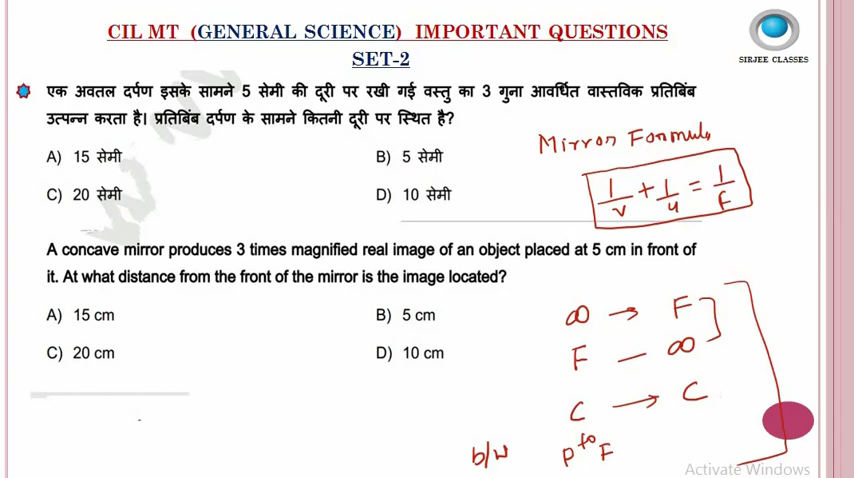 CIL MT (GENERAL SCIENCE) IMPORTANT QUESTIONS
SET-2
SIRJEE CLASSES
एक अवतल दर्पण इसके सामने 5 सेमी की दूरी पर रखी गई वस्तु का 3 गुना आवर्धित वास्तविक प्रतिबिंब
उत्पन्न करता है। प्रतिबिंब दर्पण के सामने कितनी दूरी पर स्थित है?
A) 15 सेमी
B) 5 सेमी
C) 20 सेमी
D) 10 सेमी
Mirror Formula
1/v + 1/u = 1/F
A concave mirror produces 3 times magnified real image of an object placed at 5 cm in front of
it. At what distance from the front of the mirror is the image located?
A) 15 cm
B) 5 cm
C) 20 cm
D) 10 cm
∞ → F
F — ∞
C → C
b/w P to F
Activate Windows